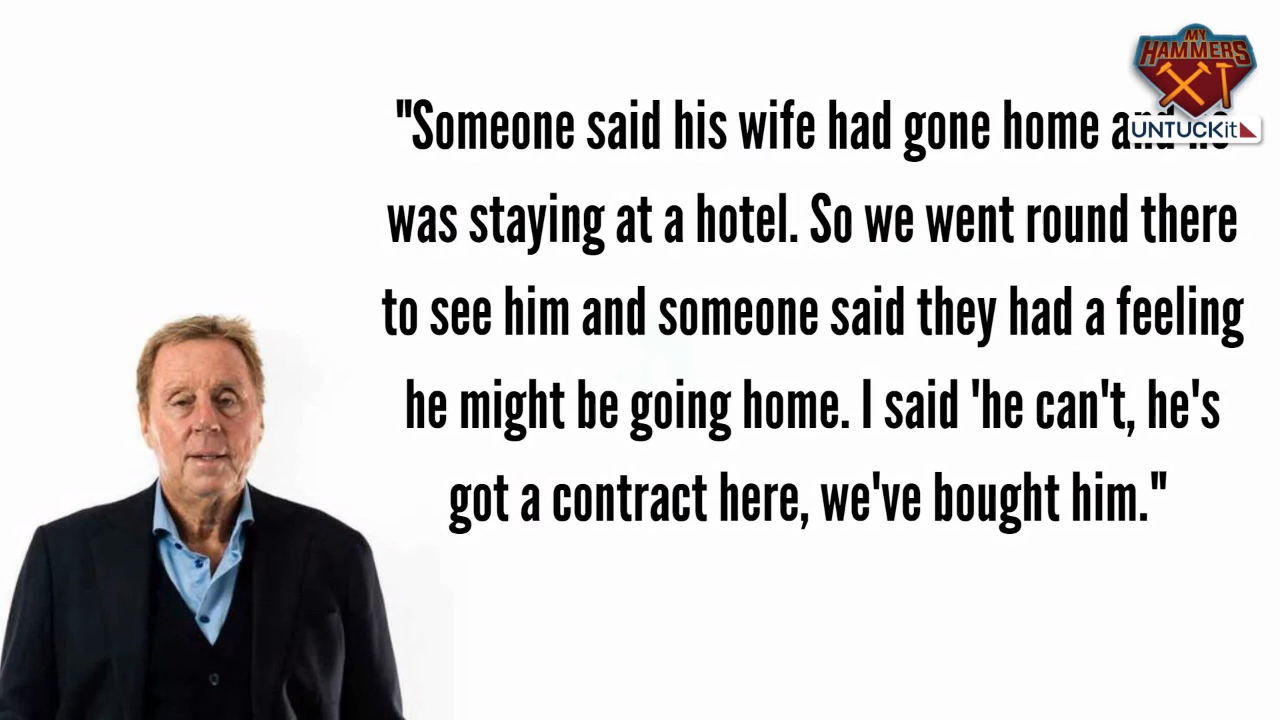 MY
HAMMERS
UNTUCKit
"Someone said his wife had gone home and he
was staying at a hotel. So we went round there
to see him and someone said they had a feeling
he might be going home. I said 'he can't, he's
got a contract here, we've bought him."